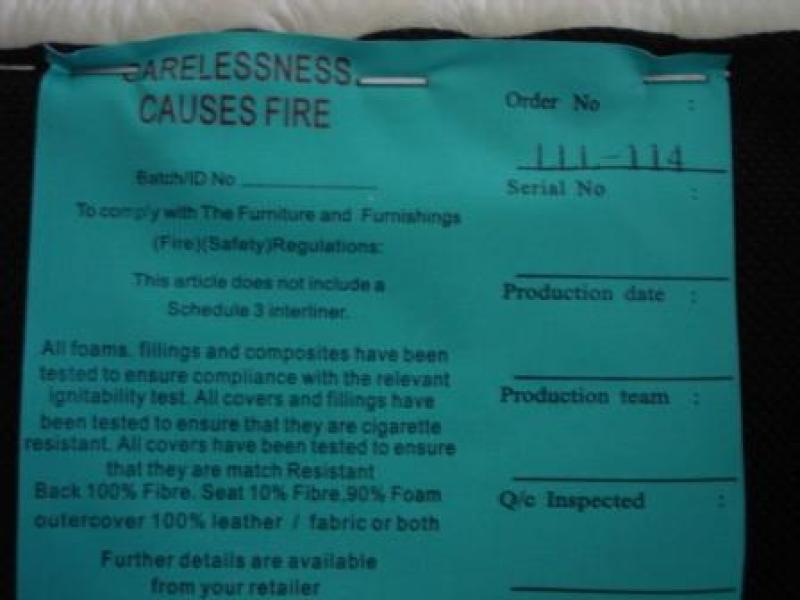 CARELESSNESS
CAUSES FIRE
Batch/ID No
To comply with The Furniture and Furnishings
(Fire)(Safety)Regulations:
This article does not include a
Schedule 3 interliner.
All foams, fillings and composites have been
tested to ensure compliance with the relevant
ignitability test. All covers and fillings have
been tested to ensure that they are cigarette
resistant. All covers have been tested to ensure
that they are match Resistant
Back 100% Fibre. Seat 10% Fibre,90% Foam
outercover 100% leather / fabric or both
Further details are available
from your retailer
Order No :
111-114
Serial No :
Production date :
Production team :
Q/c Inspected :